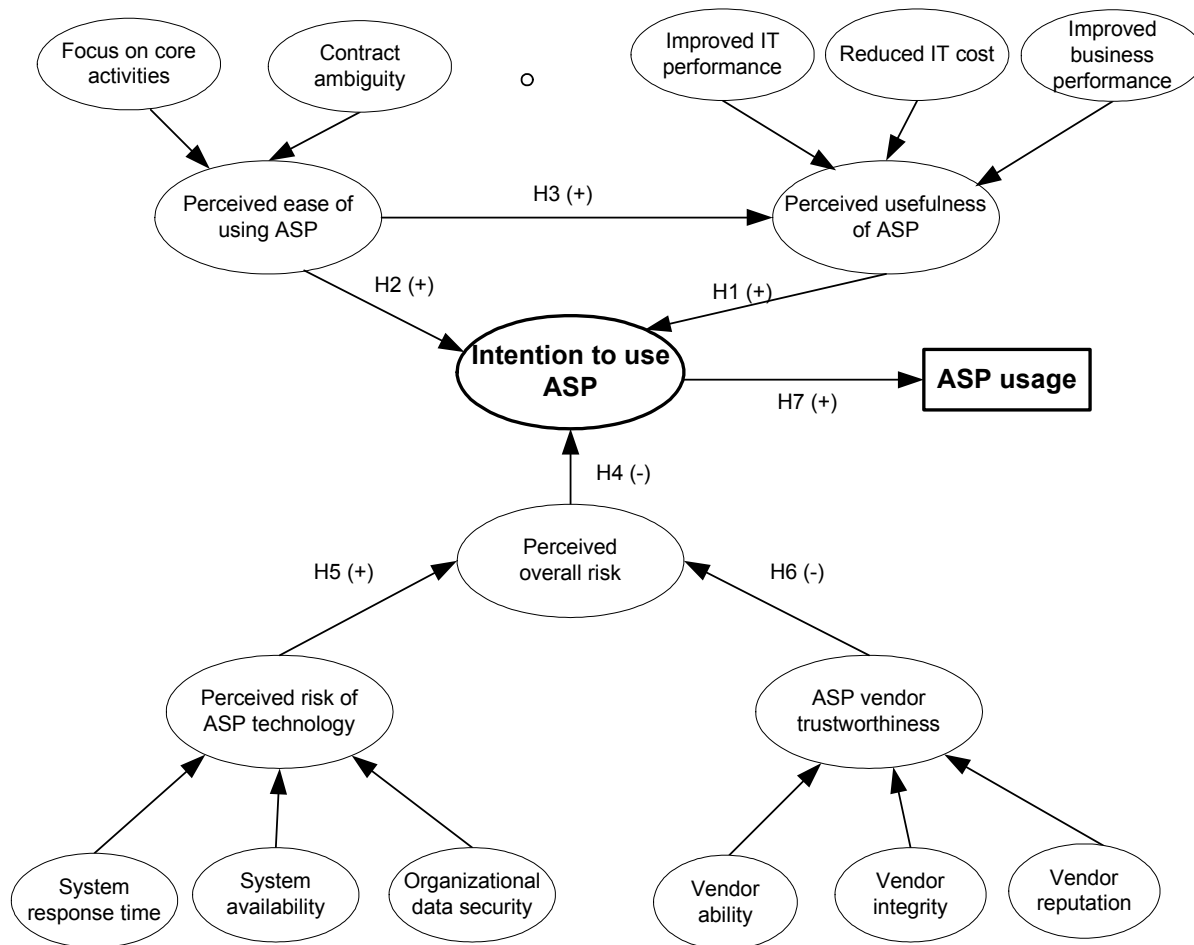 Focus on core
activities
Contract
ambiguity
Improved IT
performance
Reduced IT cost
Improved
business
performance
Perceived ease of
using ASP
H3 (+)
Perceived usefulness
of ASP
H2 (+)
H1 (+)
Intention to use
ASP
ASP usage
H7 (+)
H4 (-)
Perceived
overall risk
H5 (+)
H6 (-)
Perceived risk of
ASP technology
ASP vendor
trustworthiness
System
response time
System
availability
Organizational
data security
Vendor
ability
Vendor
integrity
Vendor
reputation